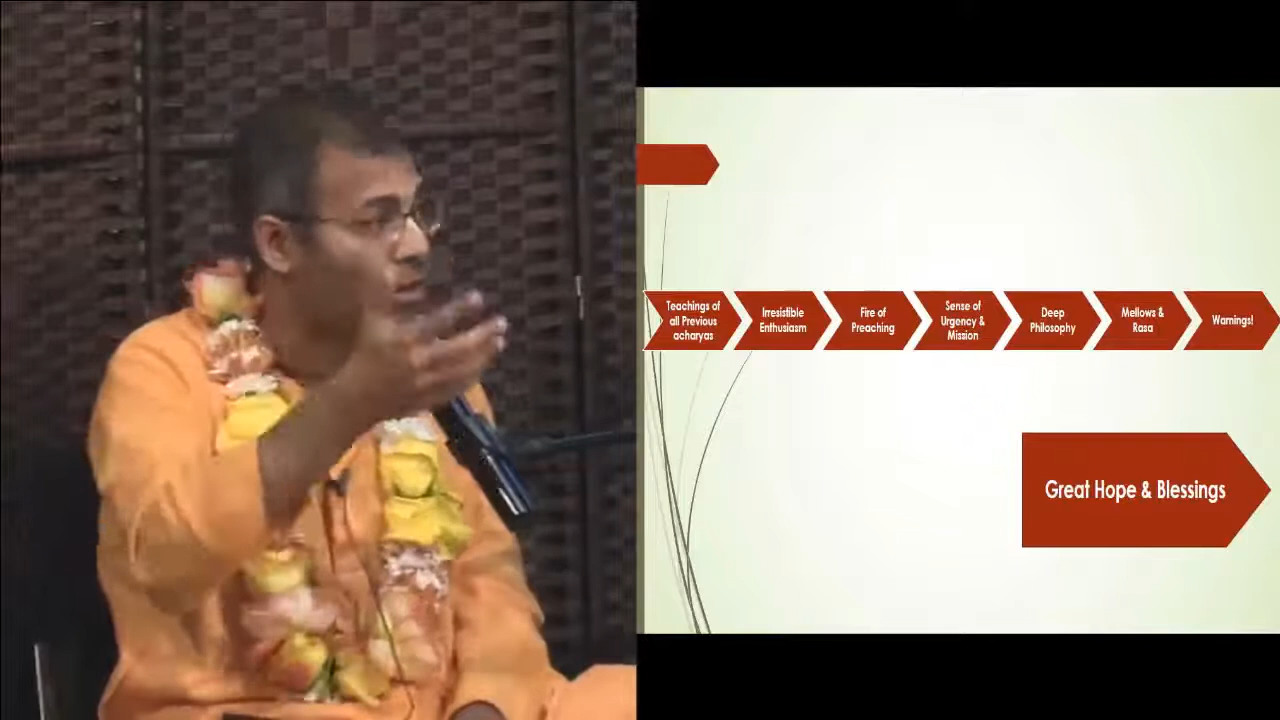 Teachings of
all Previous
acharyas
Irresistible
Enthusiasm
Fire of
Preaching
Sense of
Urgency &
Mission
Deep
Philosophy
Mellows &
Rasa
Warnings!
Great Hope & Blessings